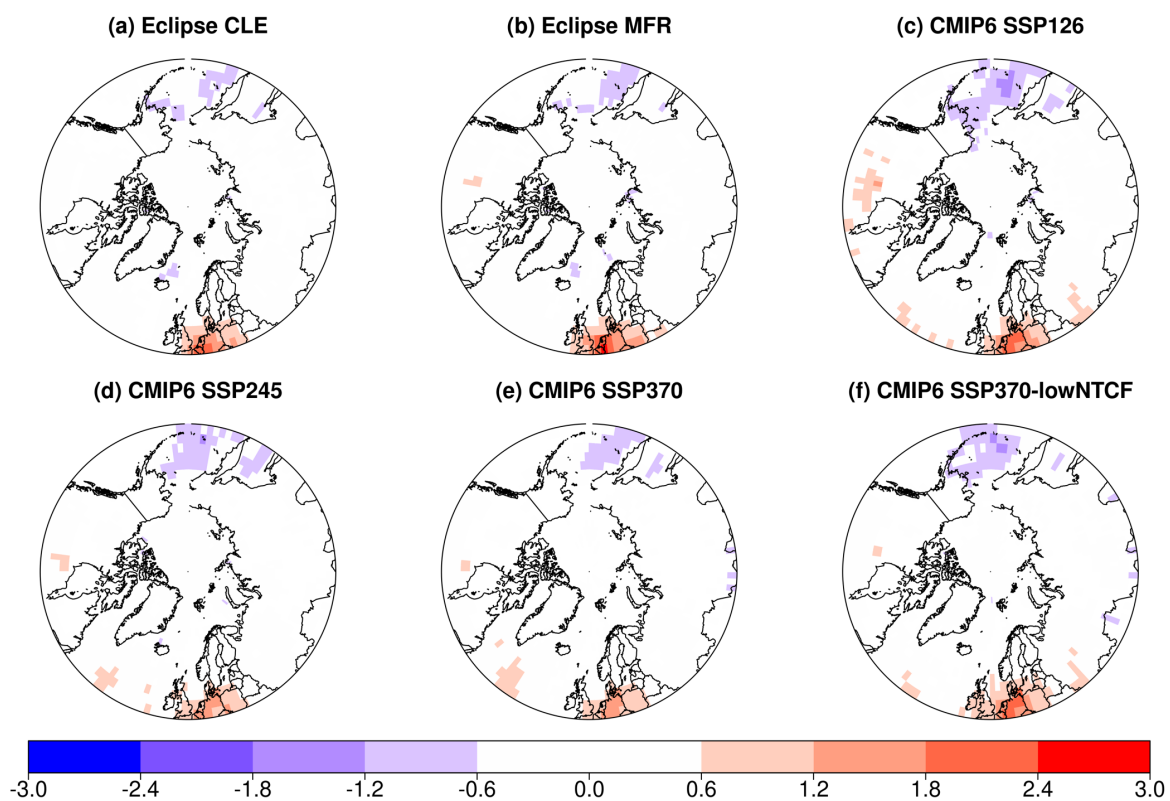 (a) Eclipse CLE
(b) Eclipse MFR
(c) CMIP6 SSP126
(d) CMIP6 SSP245
(e) CMIP6 SSP370
(f) CMIP6 SSP370-lowNTCF
-3.0 -2.4 -1.8 -1.2 -0.6 0.0 0.6 1.2 1.8 2.4 3.0